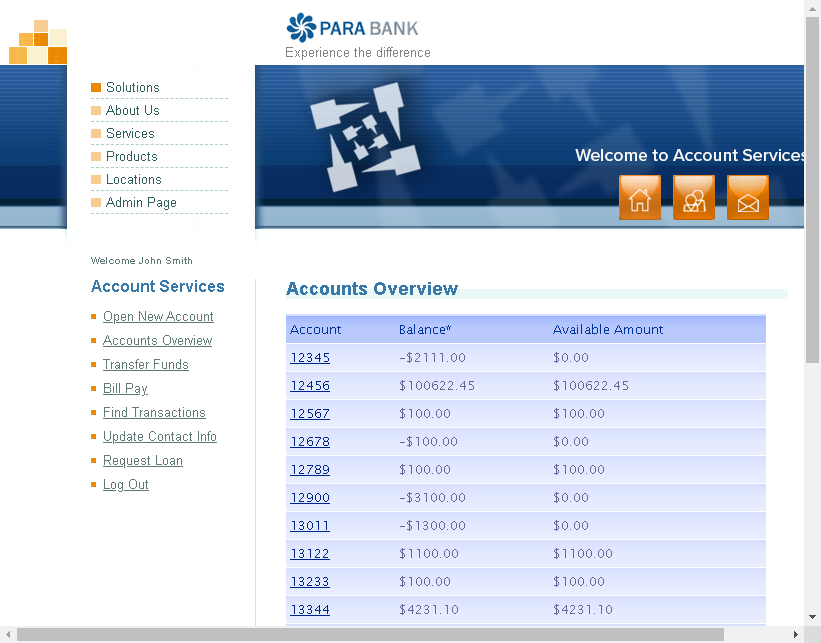 PARA BANK
Experience the difference
Solutions
About Us
Services
Products
Locations
Admin Page
Welcome to Account Services
Welcome John Smith
Account Services
Open New Account
Accounts Overview
Transfer Funds
Bill Pay
Find Transactions
Update Contact Info
Request Loan
Log Out
Accounts Overview
Account Balance* Available Amount
12345 -$2111.00 $0.00
12456 $100622.45 $100622.45
12567 $100.00 $100.00
12678 -$100.00 $0.00
12789 $100.00 $100.00
12900 -$3100.00 $0.00
13011 -$1300.00 $0.00
13122 $1100.00 $1100.00
13233 $100.00 $100.00
13344 $4231.10 $4231.10